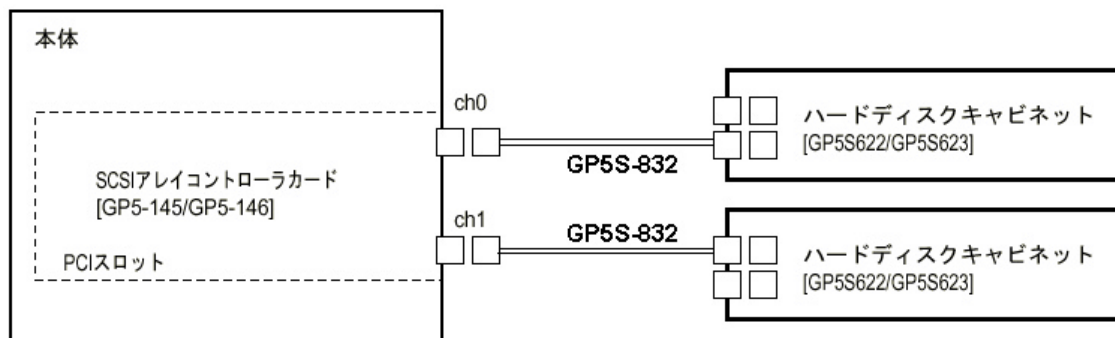 本体
ch0
ハードディスクキャビネット
[GP5S622/GP5S623]
GP5S-832
SCSIアレイコントローラカード
[GP5-145/GP5-146]
ch1
GP5S-832
PCIスロット
ハードディスクキャビネット
[GP5S622/GP5S623]